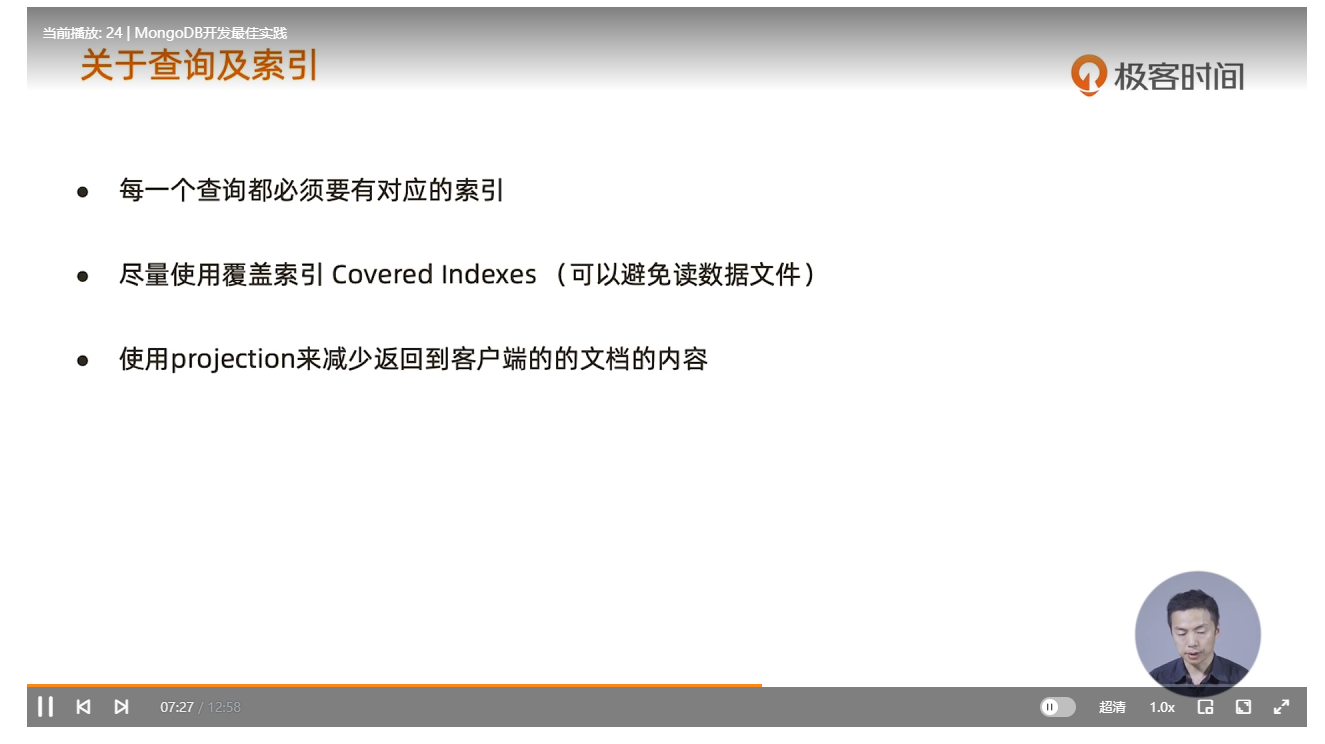 当前播放: 24 | MongoDB开发最佳实践
关于查询及索引
极客时间
● 每一个查询都必须要有对应的索引
● 尽量使用覆盖索引 Covered Indexes （可以避免读数据文件）
● 使用projection来减少返回到客户端的的文档的内容
07:27 / 12:58 超清 1.0x